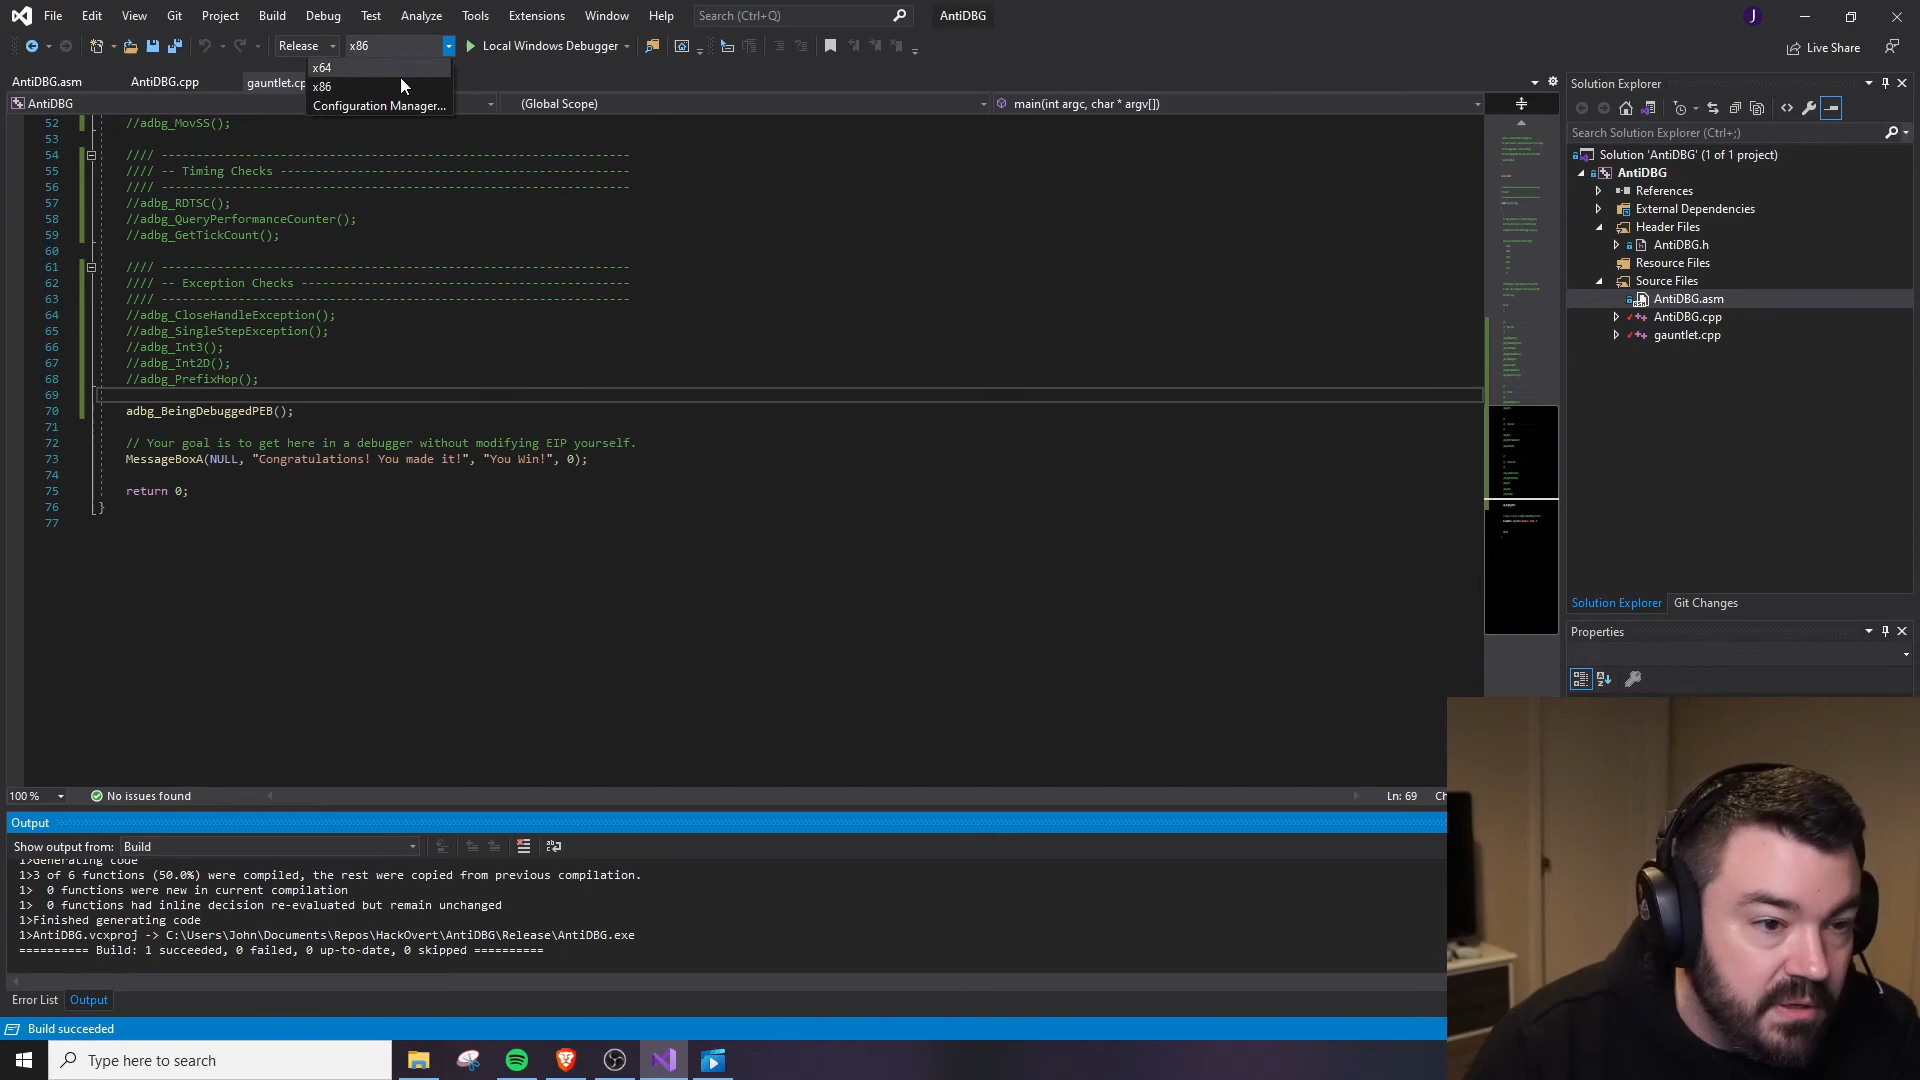 File Edit View Git Project Build Debug Test Analyze Tools Extensions Window Help Search (Ctrl+Q) AntiDBG J
Release x86 Local Windows Debugger Live Share
x64
x86
Configuration Manager...
AntiDBG.asm AntiDBG.cpp gauntlet.cp
AntiDBG (Global Scope) main(int argc, char * argv[])
52 //adbg_MovSS();
53
54 //// ---------------------------------------------------------------
55 //// -- Timing Checks ----------------------------------------------
56 //// ---------------------------------------------------------------
57 //adbg_RDTSC();
58 //adbg_QueryPerformanceCounter();
59 //adbg_GetTickCount();
60
61 //// ---------------------------------------------------------------
62 //// -- Exception Checks -------------------------------------------
63 //// ---------------------------------------------------------------
64 //adbg_CloseHandleException();
65 //adbg_SingleStepException();
66 //adbg_Int3();
67 //adbg_Int2D();
68 //adbg_PrefixHop();
69
70 adbg_BeingDebuggedPEB();
71
72 // Your goal is to get here in a debugger without modifying EIP yourself.
73 MessageBoxA(NULL, "Congratulations! You made it!", "You Win!", 0);
74
75 return 0;
76 }
77
100 % No issues found Ln: 69
Output
Show output from: Build
1>Generating code
1>3 of 6 functions (50.0%) were compiled, the rest were copied from previous compilation.
1> 0 functions were new in current compilation
1> 0 functions had inline decision re-evaluated but remain unchanged
1>Finished generating code
1>AntiDBG.vcxproj -> C:\Users\John\Documents\Repos\HackOvert\AntiDBG\Release\AntiDBG.exe
========== Build: 1 succeeded, 0 failed, 0 up-to-date, 0 skipped ==========
Error List Output
Build succeeded
Type here to search
Solution Explorer
Search Solution Explorer (Ctrl+;)
Solution 'AntiDBG' (1 of 1 project)
AntiDBG
References
External Dependencies
Header Files
AntiDBG.h
Resource Files
Source Files
AntiDBG.asm
AntiDBG.cpp
gauntlet.cpp
Solution Explorer Git Changes
Properties